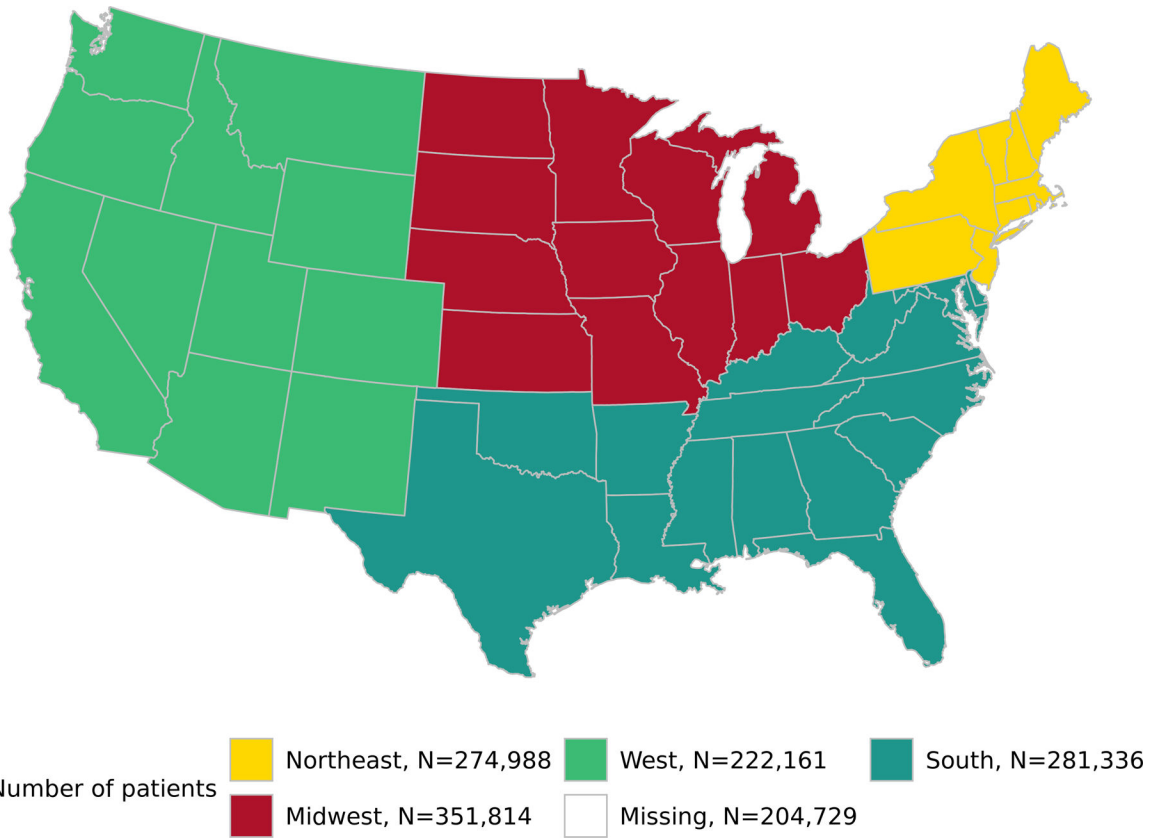 Northeast, N=274,988 West, N=222,161 South, N=281,336
Number of patients
Midwest, N=351,814 Missing, N=204,729